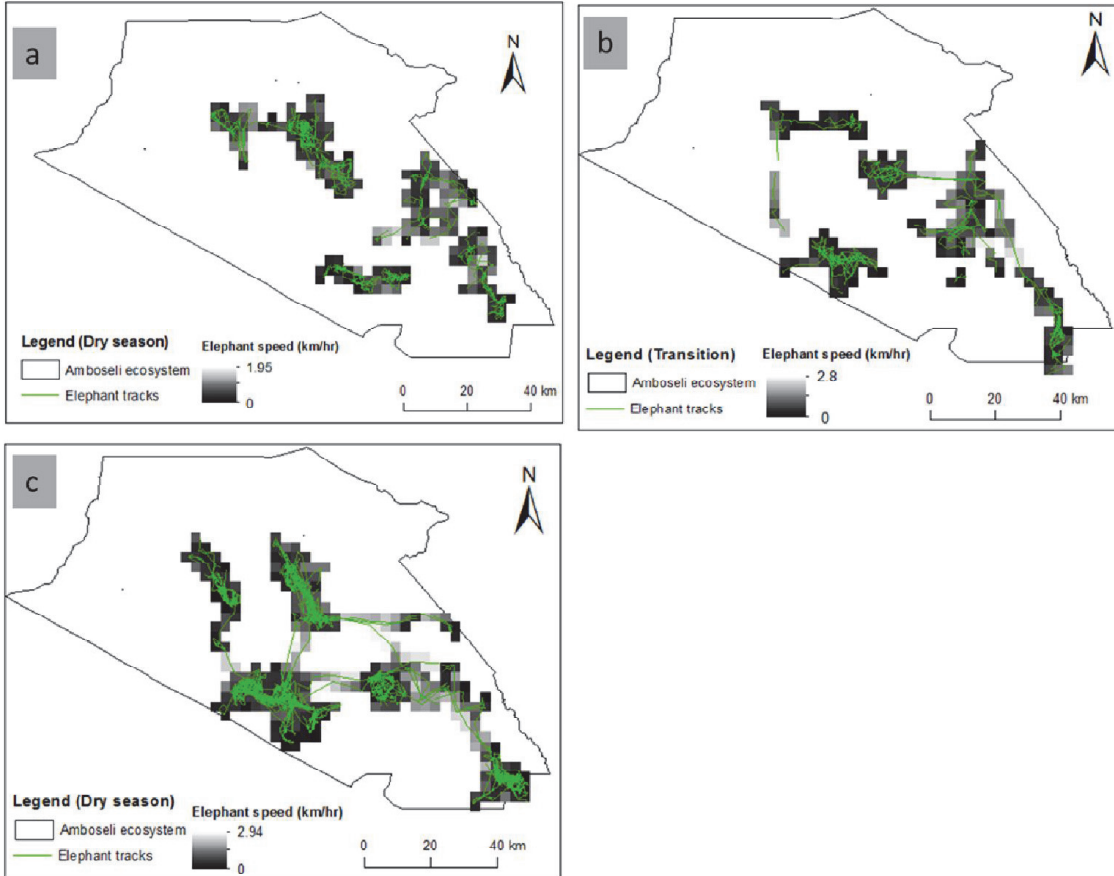 a
N
Legend (Dry season)
Amboseli ecosystem
Elephant tracks
Elephant speed (km/hr)
1.95
0
0 20 40 km
b
N
Legend (Transition)
Amboseli ecosystem
Elephant tracks
Elephant speed (km/hr)
2.8
0
0 20 40 km
c
N
Legend (Dry season)
Amboseli ecosystem
Elephant tracks
Elephant speed (km/hr)
2.94
0
0 20 40 km